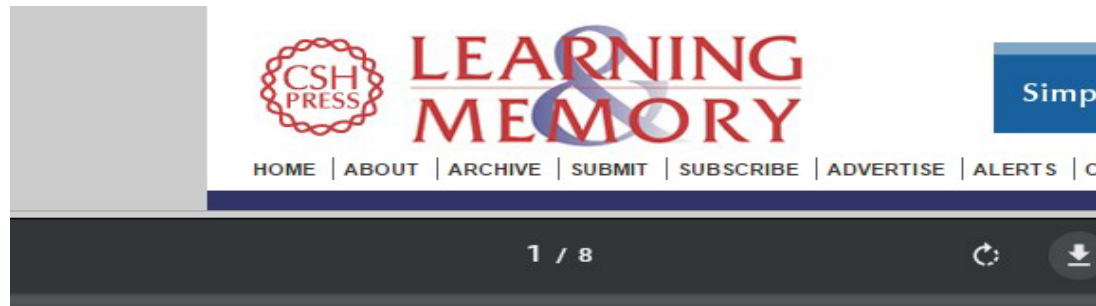 CSH
PRESS
LEARNING
&
MEMORY
Simp
HOME | ABOUT | ARCHIVE | SUBMIT | SUBSCRIBE | ADVERTISE | ALERTS |
1 / 8